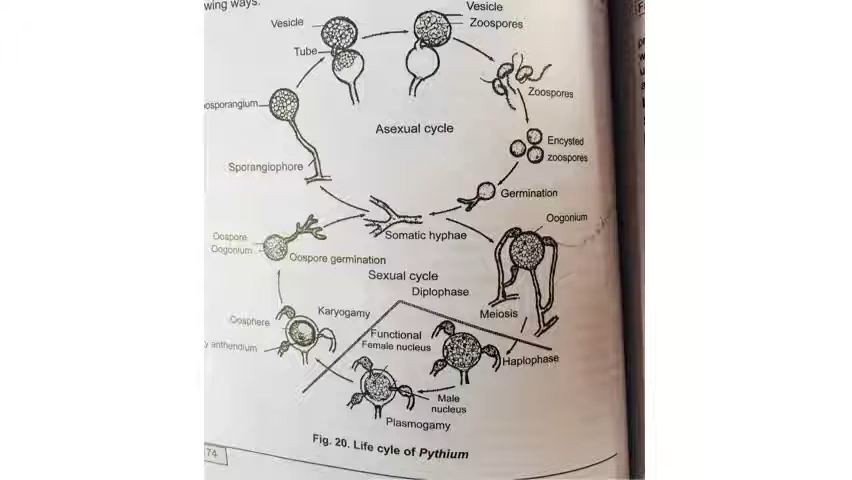 wing ways:
Vesicle
Vesicle
Zoospores
Tube
Zoospores
osporangium
Asexual cycle
Encysted
zoospores
Sporangiophore
Germination
Oogonium
Somatic hyphae
Oospore
Oogonium
Oospore germination
Sexual cycle
Diplophase
Meiosis
Karyogamy
Oosphere
Functional
Female nucleus
y anthendium
Haplophase
Male
nucleus
Plasmogamy
Fig. 20. Life cyle of Pythium
74